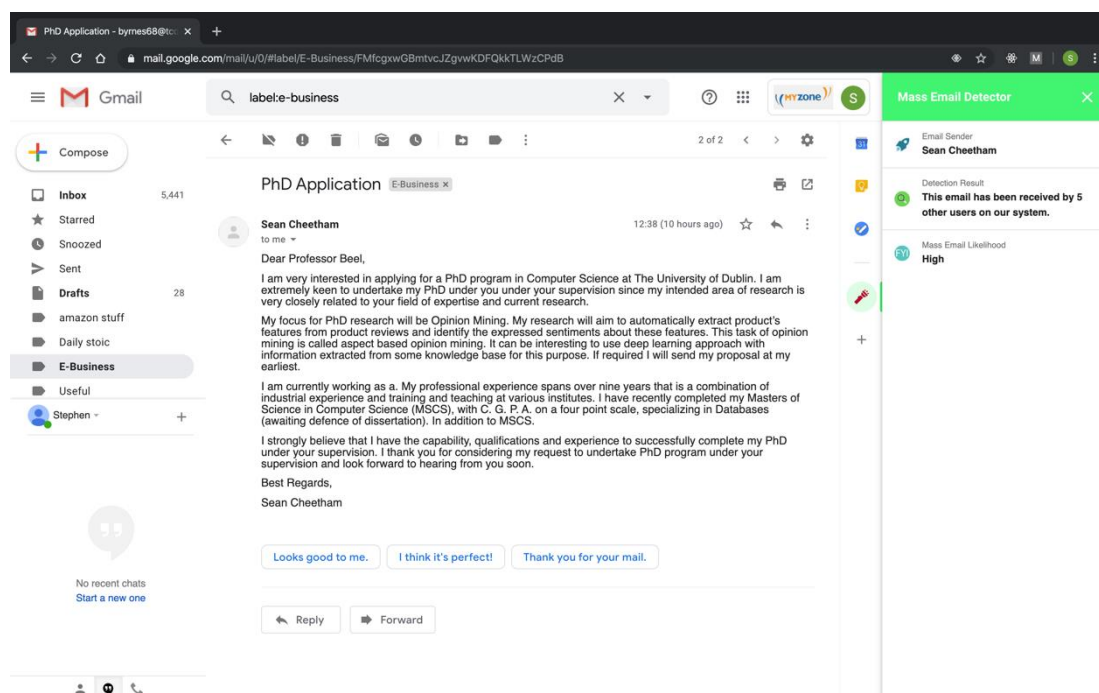 PhD Application - byrnes68@tcc
mail.google.com/mail/u/0/#label/E-Business/FMfcgxwGBmtvcJZgvwKDFQkkTLWzCPdB
M
S
Gmail
label:e-business
(MYZONE)
S
Mass Email Detector
Compose
2 of 2
31
Email Sender
Sean Cheetham
Inbox 5,441
Starred
Snoozed
Sent
Drafts 28
amazon stuff
Daily stoic
E-Business
Useful
Stephen
No recent chats
Start a new one
PhD Application E-Business x
Sean Cheetham 12:38 (10 hours ago)
to me
Dear Professor Beel,
I am very interested in applying for a PhD program in Computer Science at The University of Dublin. I am
extremely keen to undertake my PhD under you under your supervision since my intended area of research is
very closely related to your field of expertise and current research.
My focus for PhD research will be Opinion Mining. My research will aim to automatically extract product's
features from product reviews and identify the expressed sentiments about these features. This task of opinion
mining is called aspect based opinion mining. It can be interesting to use deep learning approach with
information extracted from some knowledge base for this purpose. If required I will send my proposal at my
earliest.
I am currently working as a. My professional experience spans over nine years that is a combination of
industrial experience and training and teaching at various institutes. I have recently completed my Masters of
Science in Computer Science (MSCS), with C. G. P. A. on a four point scale, specializing in Databases
(awaiting defence of dissertation). In addition to MSCS.
I strongly believe that I have the capability, qualifications and experience to successfully complete my PhD
under your supervision. I thank you for considering my request to undertake PhD program under your
supervision and look forward to hearing from you soon.
Best Regards,
Sean Cheetham
Looks good to me.
I think it's perfect!
Thank you for your mail.
Reply
Forward
Detection Result
This email has been received by 5
other users on our system.
FYI
Mass Email Likelihood
High